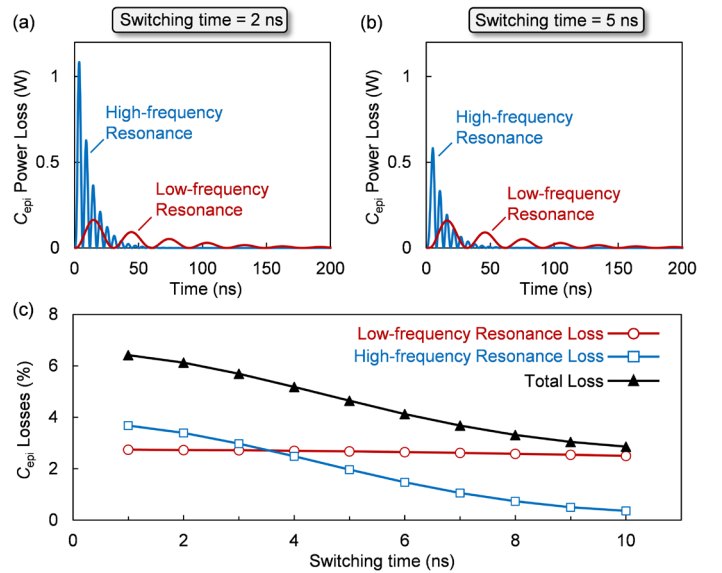 (a)
Switching time = 2 ns
Cepi Power Loss (W)
1
0.5
0
High-frequency
Resonance
Low-frequency
Resonance
0 50 100 150 200
Time (ns)
(b)
Switching time = 5 ns
Cepi Power Loss (W)
1
0.5
0
High-frequency
Resonance
Low-frequency
Resonance
0 50 100 150 200
Time (ns)
(c)
Cepi Losses (%)
8
6
4
2
0
Low-frequency Resonance Loss
High-frequency Resonance Loss
Total Loss
0 2 4 6 8 10
Switching time (ns)